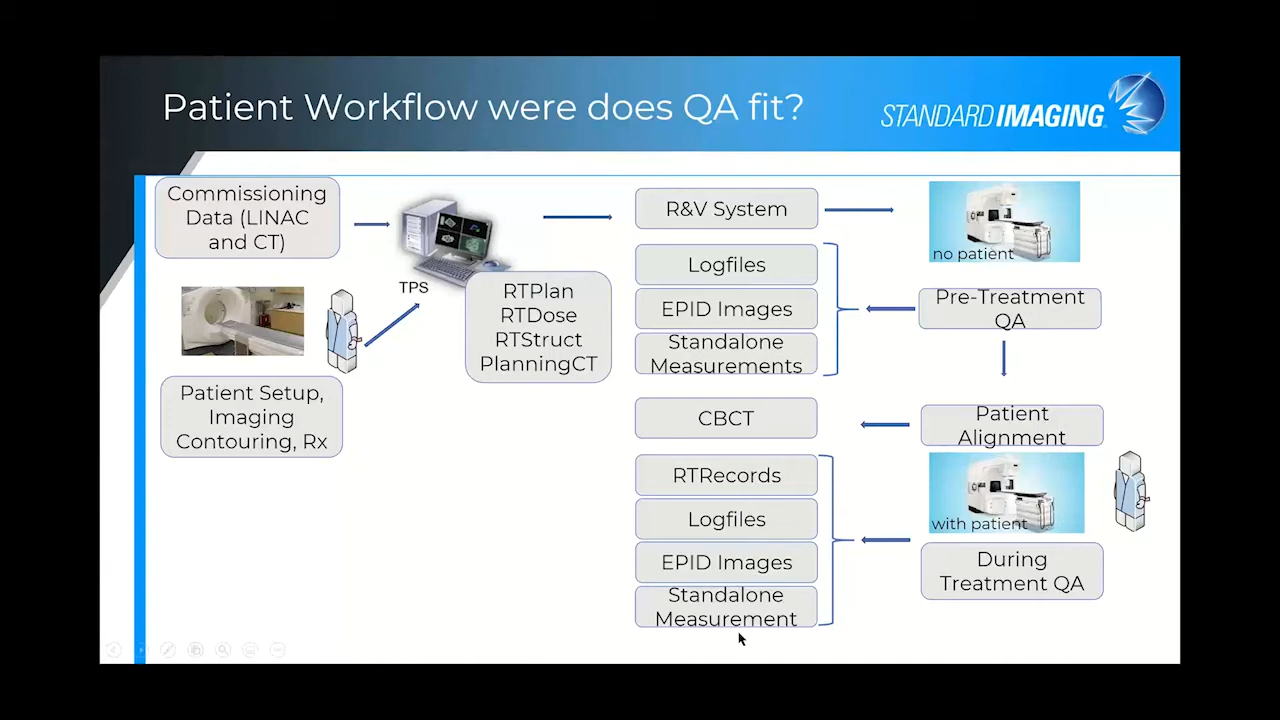 Patient Workflow were does QA fit?
STANDARD IMAGING
Commissioning
Data (LINAC
and CT)
TPS
RTPlan
RTDose
RTStruct
PlanningCT
Patient Setup,
Imaging
Contouring, Rx
R&V System
Logfiles
EPID Images
Standalone
Measurements
CBCT
RTRecords
Logfiles
EPID Images
Standalone
Measurement
no patient
Pre-Treatment
QA
Patient
Alignment
with patient
During
Treatment QA